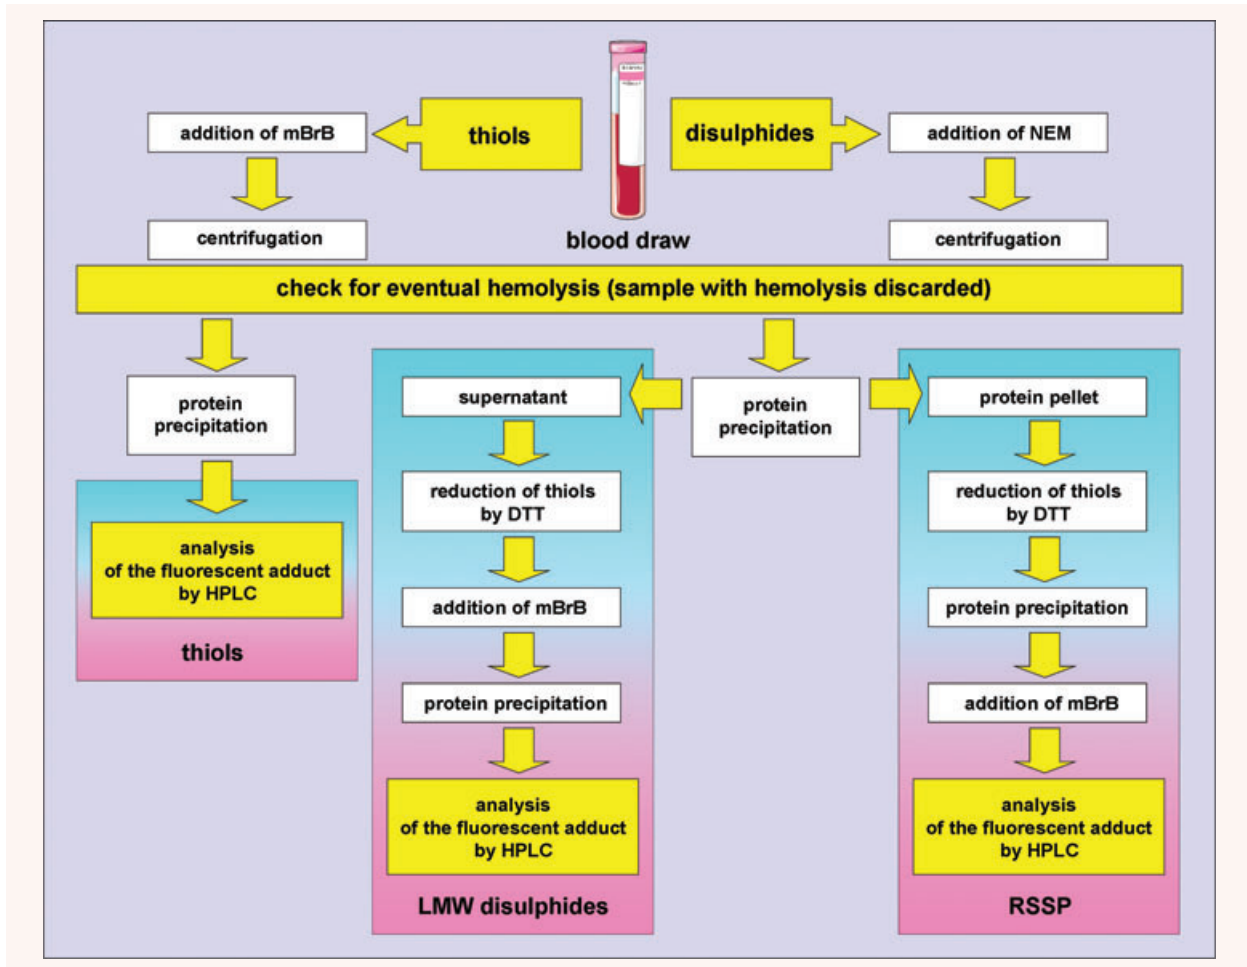 thiols
disulphides
addition of mBrB
addition of NEM
centrifugation
blood draw
centrifugation
check for eventual hemolysis (sample with hemolysis discarded)
protein
precipitation
analysis
of the fluorescent adduct
by HPLC
thiols
protein
precipitation
supernatant
reduction of thiols
by DTT
addition of mBrB
protein precipitation
analysis
of the fluorescent adduct
by HPLC
LMW disulphides
protein pellet
reduction of thiols
by DTT
protein precipitation
addition of mBrB
analysis
of the fluorescent adduct
by HPLC
RSSP